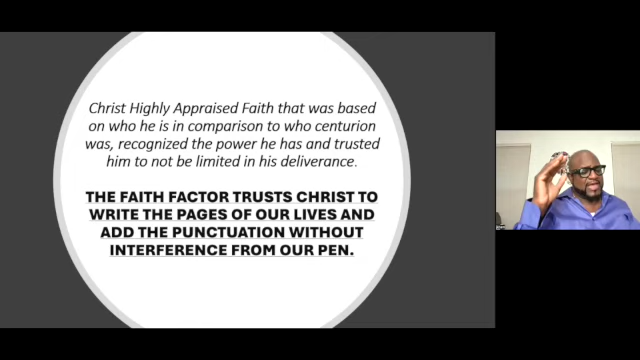 Christ Highly Appraised Faith that was based
on who he is in comparison to who centurion
was, recognized the power he has and trusted
him to not be limited in his deliverance.
THE FAITH FACTOR TRUSTS CHRIST TO
WRITE THE PAGES OF OUR LIVES AND
ADD THE PUNCTUATION WITHOUT
INTERFERENCE FROM OUR PEN.